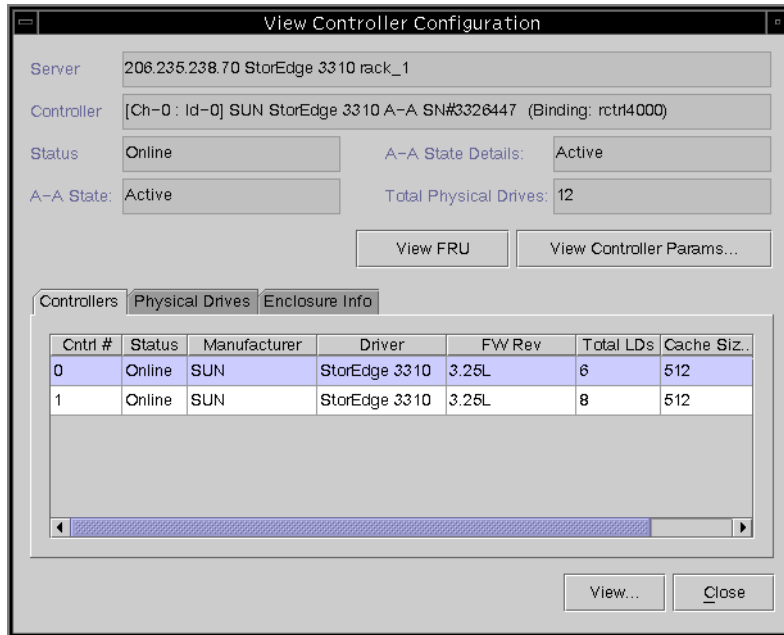 View Controller Configuration
Server 206.235.238.70 StorEdge 3310 rack_1
Controller [Ch-0 : Id-0] SUN StorEdge 3310 A-A SN#3326447 (Binding: rctrl4000)
Status Online A-A State Details: Active
A-A State: Active Total Physical Drives: 12
View FRU View Controller Params...
Controllers Physical Drives Enclosure Info
Cntrl # Status Manufacturer Driver FW Rev Total LDs Cache Siz..
0 Online SUN StorEdge 3310 3.25L 6 512
1 Online SUN StorEdge 3310 3.25L 8 512
View... Close